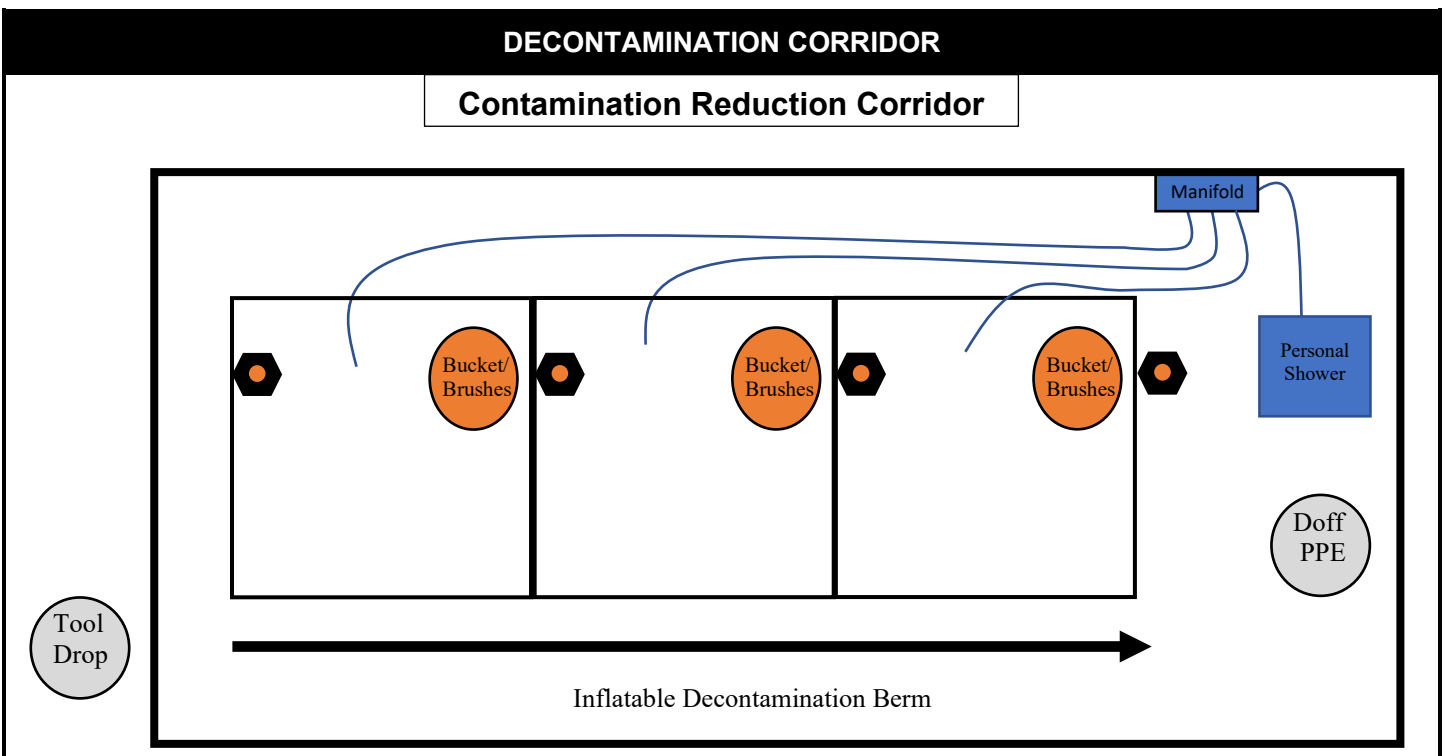 DECONTAMINATION CORRIDOR
Contamination Reduction Corridor
Manifold
Bucket/
Brushes
Bucket/
Brushes
Bucket/
Brushes
Personal
Shower
Doff
PPE
Tool
Drop
Inflatable Decontamination Berm